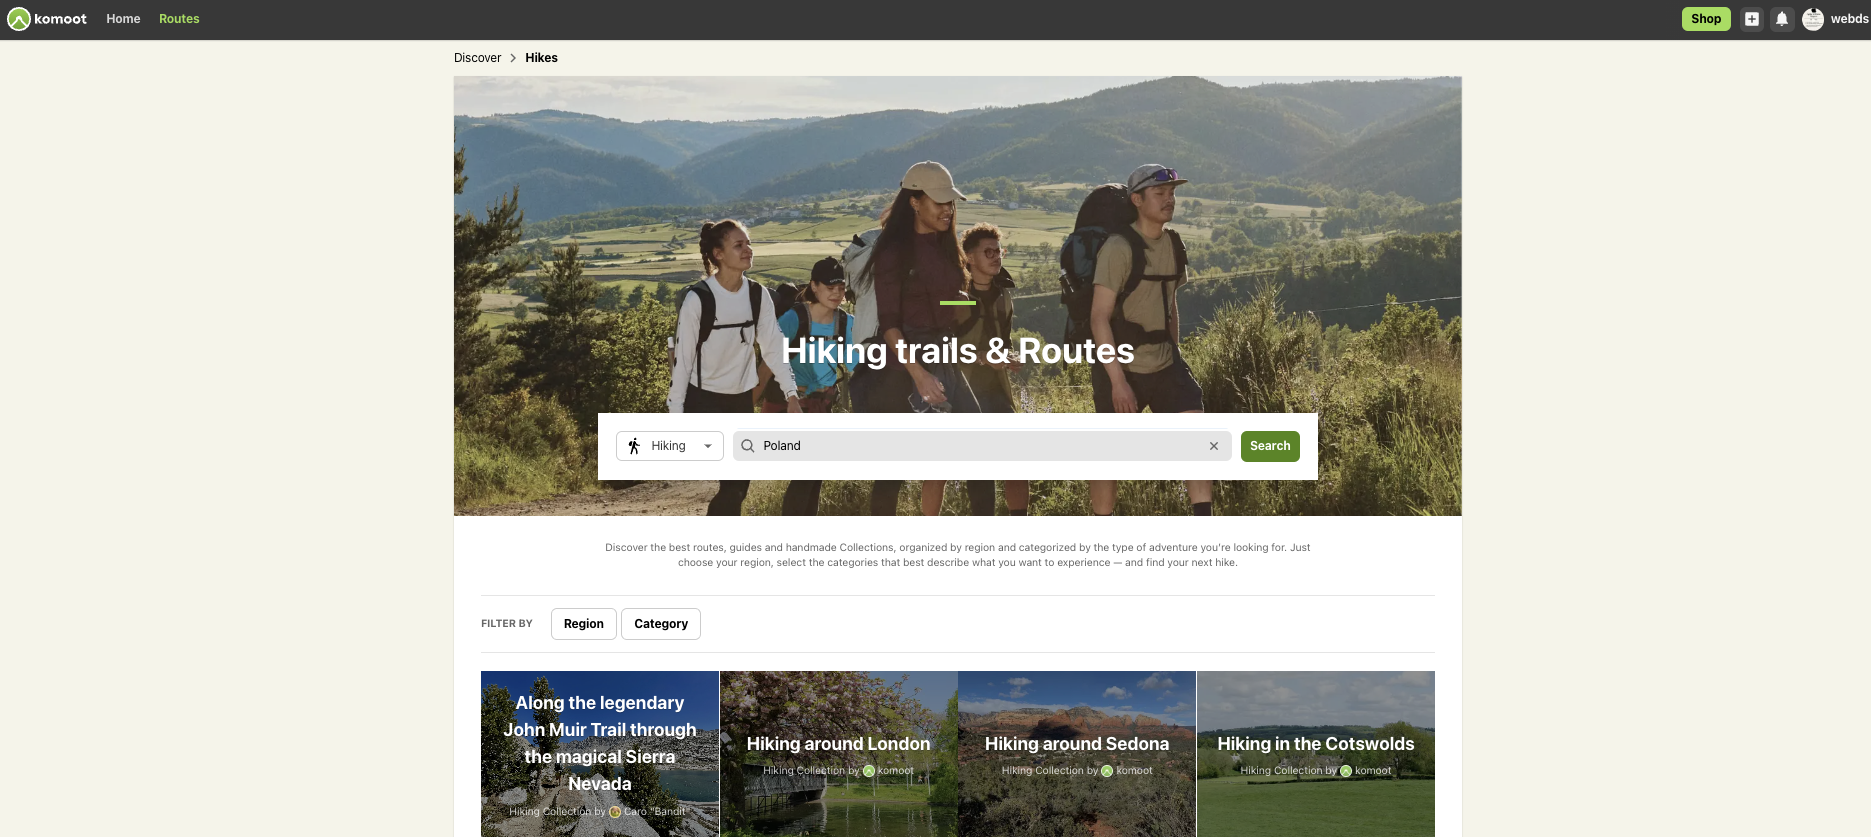 komoot Home Routes Shop webds
Discover > Hikes
Hiking trails & Routes
Hiking Poland Search
Discover the best routes, guides and handmade Collections, organized by region and categorized by the type of adventure you're looking for. Just
choose your region, select the categories that best describe what you want to experience — and find your next hike.
FILTER BY Region Category
Along the legendary
John Muir Trail through
the magical Sierra
Nevada
Hiking Collection by Caro "Bandit"
Hiking around London
Hiking Collection by komoot
Hiking around Sedona
Hiking Collection by komoot
Hiking in the Cotswolds
Hiking Collection by komoot